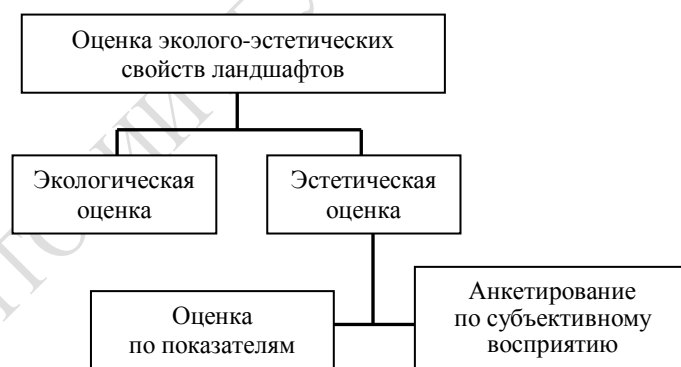 Оценка эколого-эстетических
свойств ландшафтов
Экологическая
оценка
Эстетическая
оценка
Оценка
по показателям
Анкетирование
по субъективному
восприятию